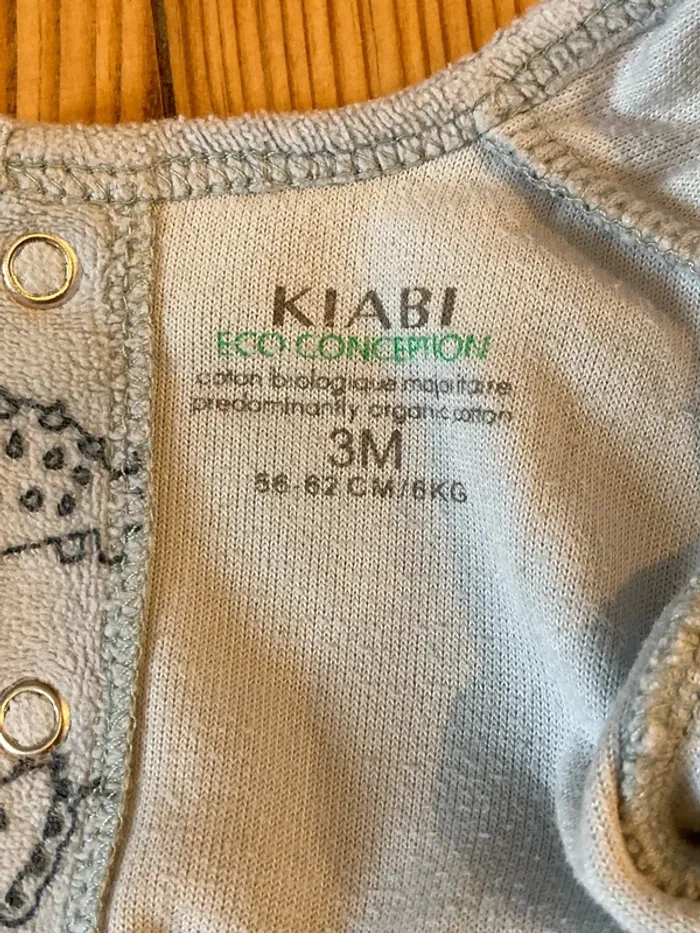 KIABI
ECO CONCEPTION
coton biologique majoritaire
predominantly organic cotton
3M
56-62 CM/6KG